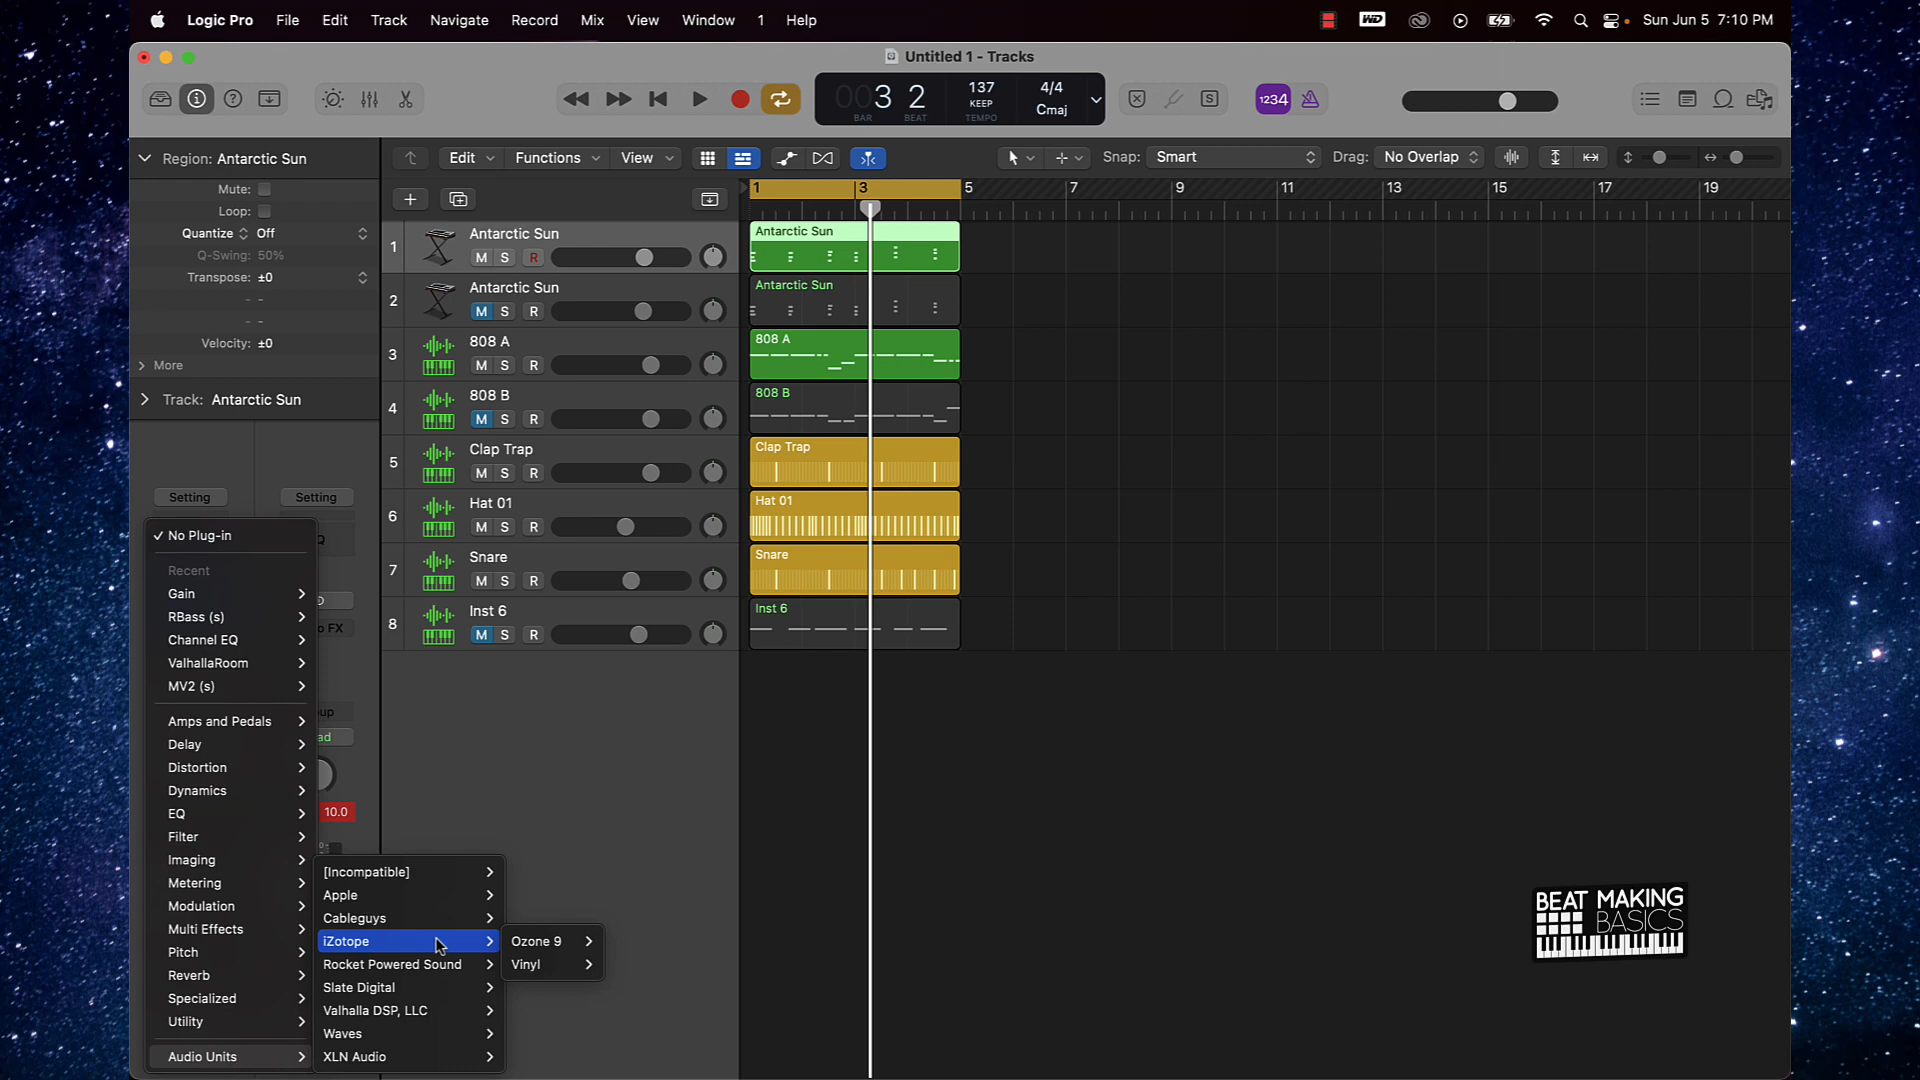 Logic Pro File Edit Track Navigate Record Mix View Window 1 Help
WD
Sun Jun 5 7:10 PM
Untitled 1 - Tracks
003 2
BAR BEAT
137
KEEP
TEMPO
4/4
Cmaj
S
1234
Region: Antarctic Sun
Mute:
Loop:
Quantize Off
Q-Swing: 50%
Transpose: ±0
- -
- -
Velocity: ±0
More
Track: Antarctic Sun
Setting Setting
Edit Functions View
Snap: Smart
Drag: No Overlap
1 3 5 7 9 11 13 15 17 19
1 Antarctic Sun
M S R
2 Antarctic Sun
M S R
3 808 A
M S R
4 808 B
M S R
5 Clap Trap
M S R
6 Hat 01
M S R
7 Snare
M S R
8 Inst 6
M S R
Antarctic Sun
Antarctic Sun
808 A
808 B
Clap Trap
Hat 01
Snare
Inst 6
✓ No Plug-in
Recent
Gain
RBass (s)
Channel EQ
ValhallaRoom
MV2 (s)
Amps and Pedals
Delay
Distortion
Dynamics
EQ
Filter
Imaging
Metering
Modulation
Multi Effects
Pitch
Reverb
Specialized
Utility
Audio Units
Q
o FX
up
ad
10.0
[Incompatible]
Apple
Cableguys
iZotope
Rocket Powered Sound
Slate Digital
Valhalla DSP, LLC
Waves
XLN Audio
Ozone 9
Vinyl
BEAT MAKING
BASICS